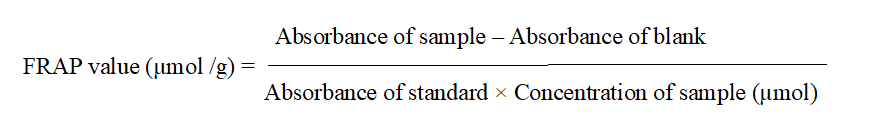 Absorbance of sample – Absorbance of blank
FRAP value (μmol /g) =
Absorbance of standard × Concentration of sample (μmol)